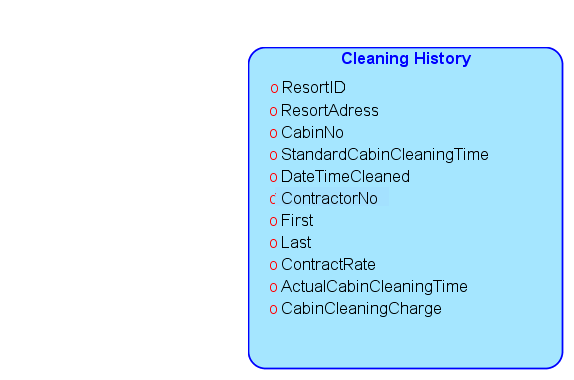 Cleaning History
o ResortID
o ResortAdress
o CabinNo
o StandardCabinCleaningTime
o DateTimeCleaned
o ContractorNo
o First
o Last
o ContractRate
o ActualCabinCleaningTime
o CabinCleaningCharge